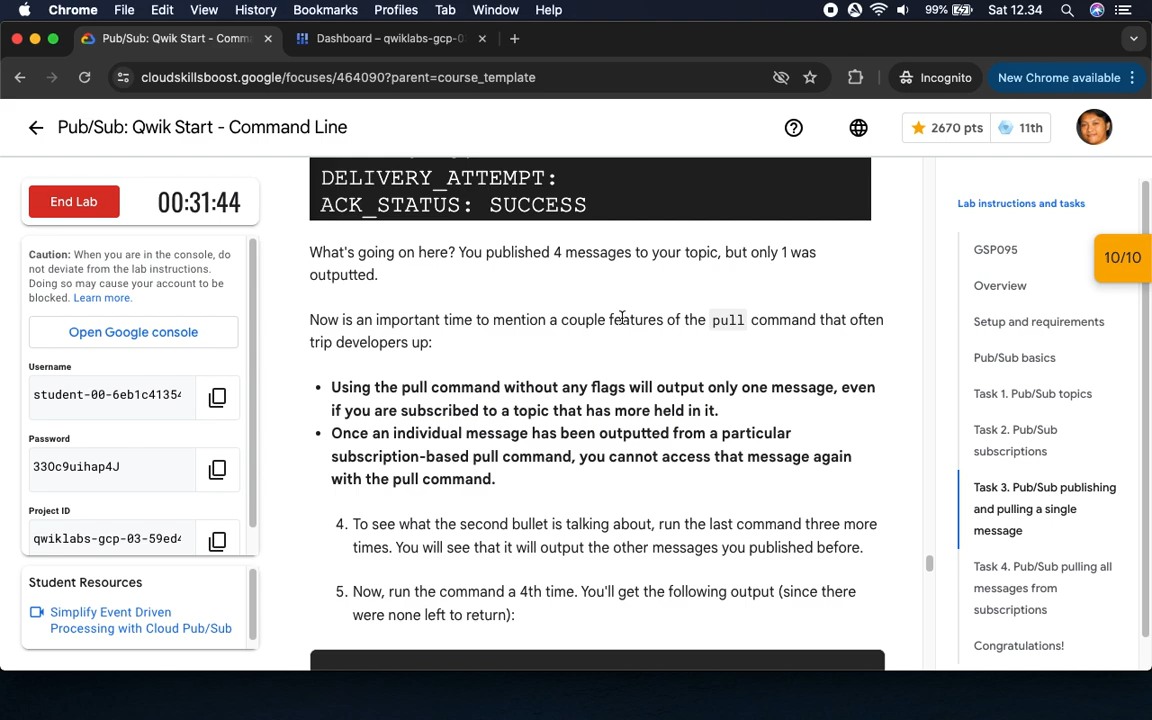 Chrome File Edit View History Bookmarks Profiles Tab Window Help 99% Sat 12.34
Pub/Sub: Qwik Start - Comma Dashboard – qwiklabs-gcp-0
cloudskillsboost.google/focuses/464090?parent=course_template Incognito New Chrome available
Pub/Sub: Qwik Start - Command Line 2670 pts 11th
End Lab 00:31:44
Caution: When you are in the console, do
not deviate from the lab instructions.
Doing so may cause your account to be
blocked. Learn more.
Open Google console
Username
student-00-6eb1c41354
Password
330c9uihap4J
Project ID
qwiklabs-gcp-03-59ed4
Student Resources
Simplify Event Driven
Processing with Cloud Pub/Sub
DELIVERY_ATTEMPT:
ACK_STATUS: SUCCESS
What's going on here? You published 4 messages to your topic, but only 1 was
outputted.
Now is an important time to mention a couple features of the pull command that often
trip developers up:
• Using the pull command without any flags will output only one message, even
if you are subscribed to a topic that has more held in it.
• Once an individual message has been outputted from a particular
subscription-based pull command, you cannot access that message again
with the pull command.
4. To see what the second bullet is talking about, run the last command three more
times. You will see that it will output the other messages you published before.
5. Now, run the command a 4th time. You'll get the following output (since there
were none left to return):
Lab instructions and tasks
GSP095
10/10
Overview
Setup and requirements
Pub/Sub basics
Task 1. Pub/Sub topics
Task 2. Pub/Sub
subscriptions
Task 3. Pub/Sub publishing
and pulling a single
message
Task 4. Pub/Sub pulling all
messages from
subscriptions
Congratulations!